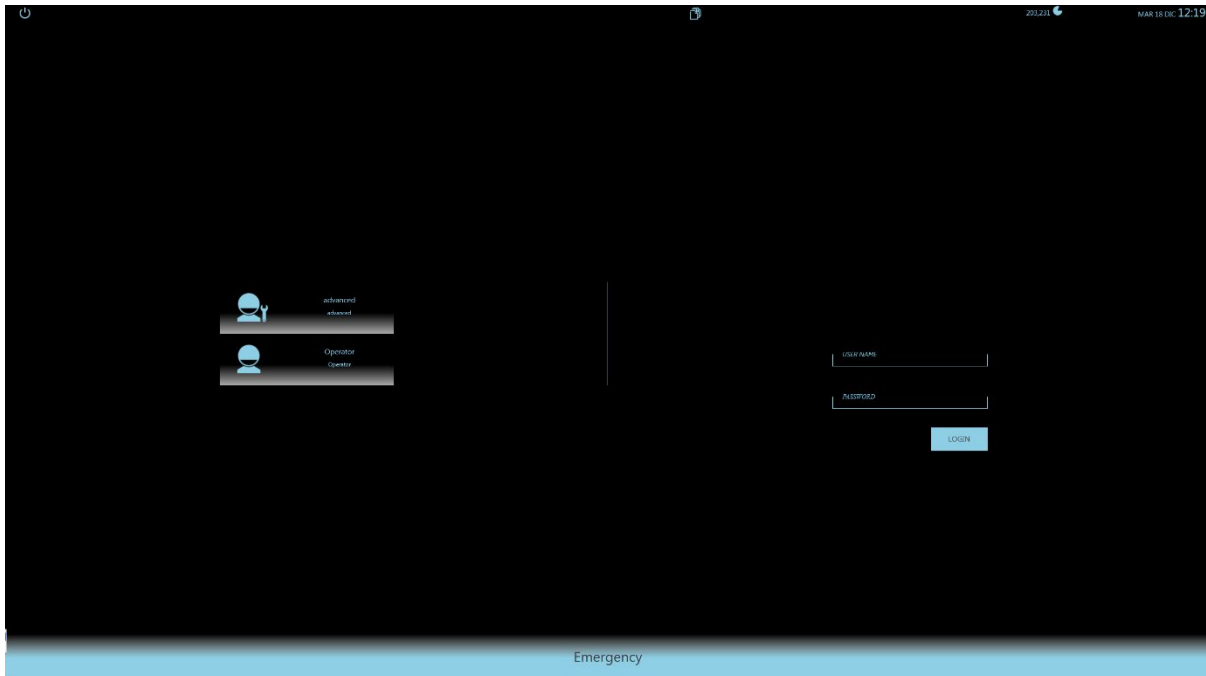 203,231 MAR 18 DIC 12:19
advanced
advanced
Operator
Operator
USER NAME
PASSWORD
LOGIN
Emergency